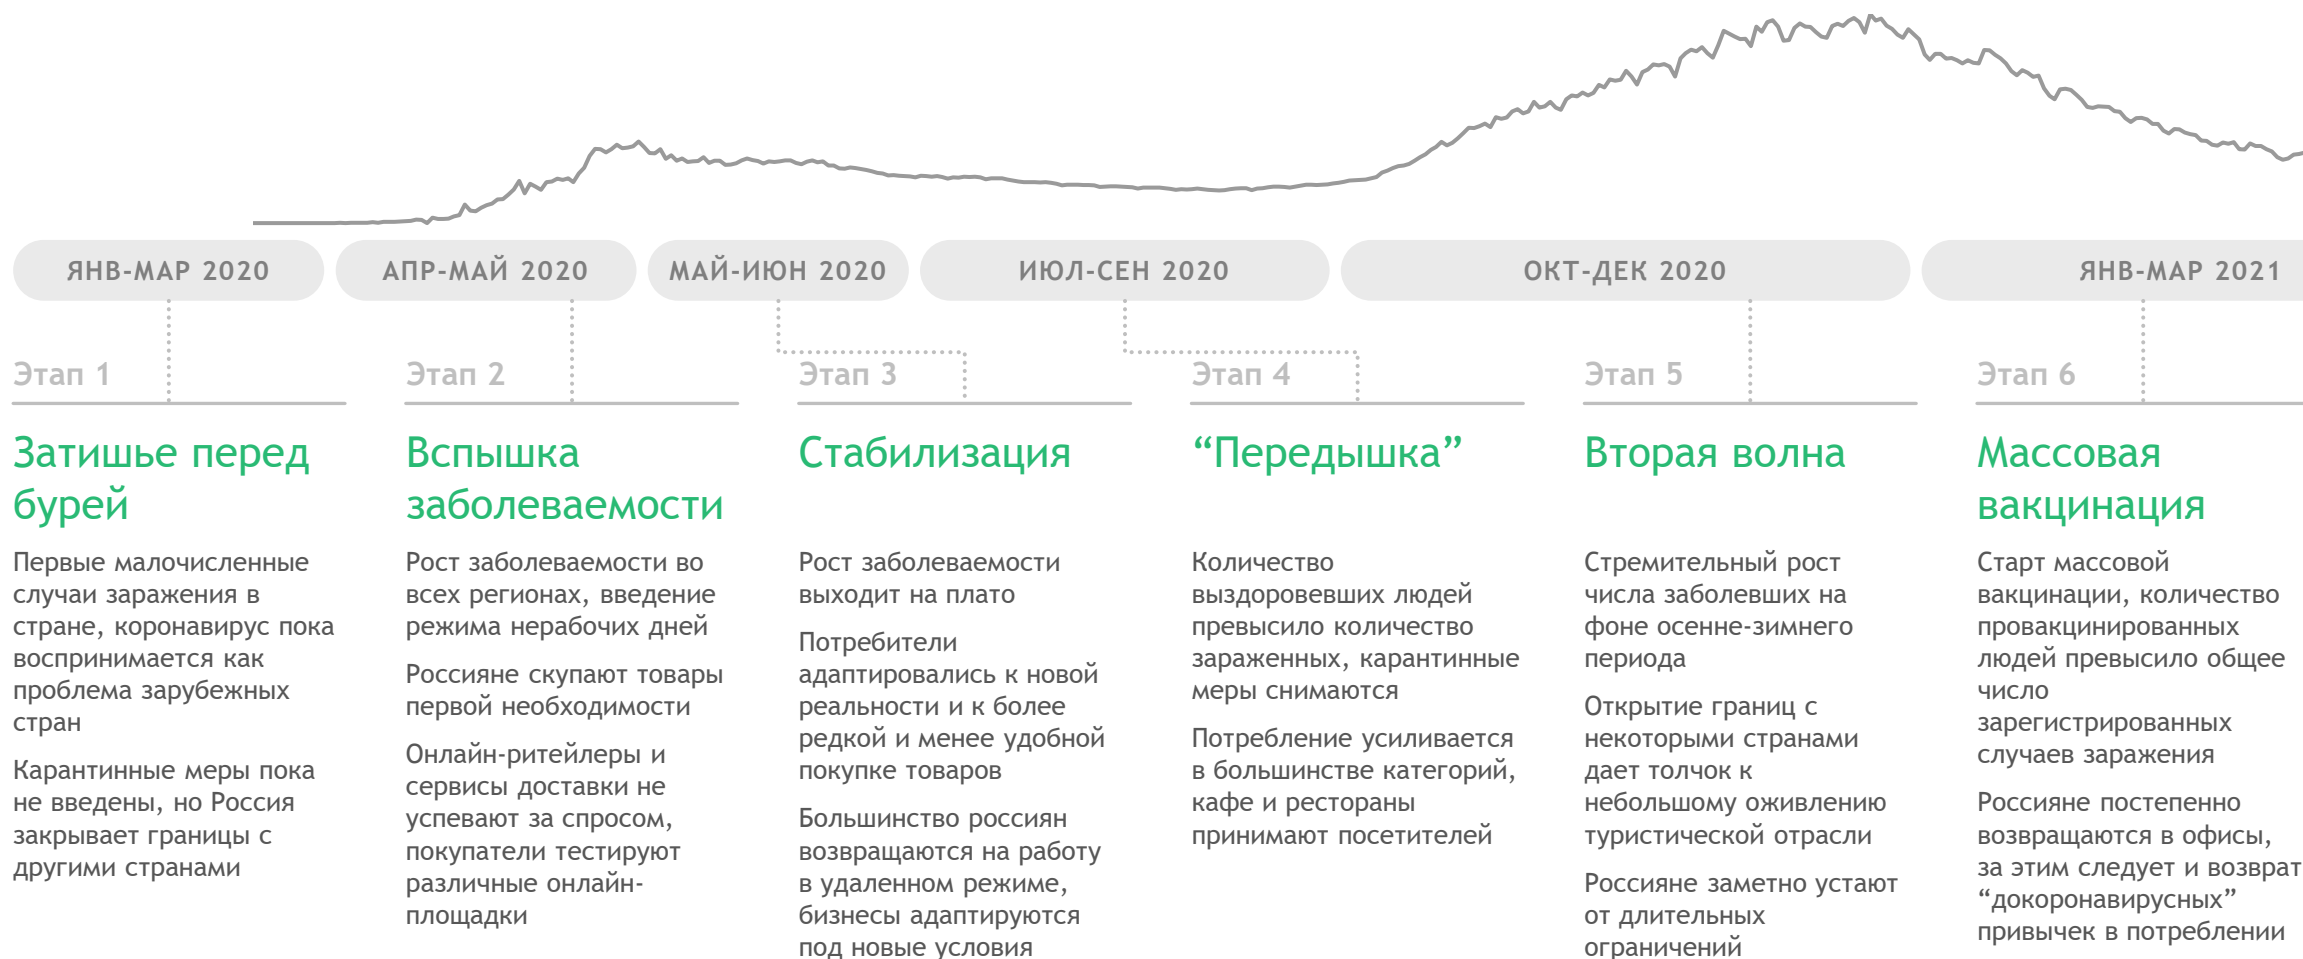 ЯНВ-МАР 2020
АПР-МАЙ 2020
МАЙ-ИЮН 2020
ИЮЛ-СЕН 2020
ОКТ-ДЕК 2020
ЯНВ-МАР 2021
Этап 1
Затишье перед
бурей
Первые малочисленные
случаи заражения в
стране, коронавирус пока
воспринимается как
проблема зарубежных
стран
Карантинные меры пока
не введены, но Россия
закрывает границы с
другими странами
Этап 2
Вспышка
заболеваемости
Рост заболеваемости во
всех регионах, введение
режима нерабочих дней
Россияне скупают товары
первой необходимости
Онлайн-ритейлеры и
сервисы доставки не
успевают за спросом,
покупатели тестируют
различные онлайн-
площадки
Этап 3
Стабилизация
Рост заболеваемости
выходит на плато
Потребители
адаптировались к новой
реальности и к более
редкой и менее удобной
покупке товаров
Большинство россиян
возвращаются на работу
в удаленном режиме,
бизнесы адаптируются
под новые условия
Этап 4
“Передышка”
Количество
выздоровевших людей
превысило количество
зараженных, карантинные
меры снимаются
Потребление усиливается
в большинстве категорий,
кафе и рестораны
принимают посетителей
Этап 5
Вторая волна
Стремительный рост
числа заболевших на
фоне осенне-зимнего
периода
Открытие границ с
некоторыми странами
дает толчок к
небольшому оживлению
туристической отрасли
Россияне заметно устают
от длительных
ограничений
Этап 6
Массовая
вакцинация
Старт массовой
вакцинации, количество
провакцинированных
людей превысило общее
число
зарегистрированных
случаев заражения
Россияне постепенно
возвращаются в офисы,
за этим следует и возврат
“докоронавирусных”
привычек в потреблении